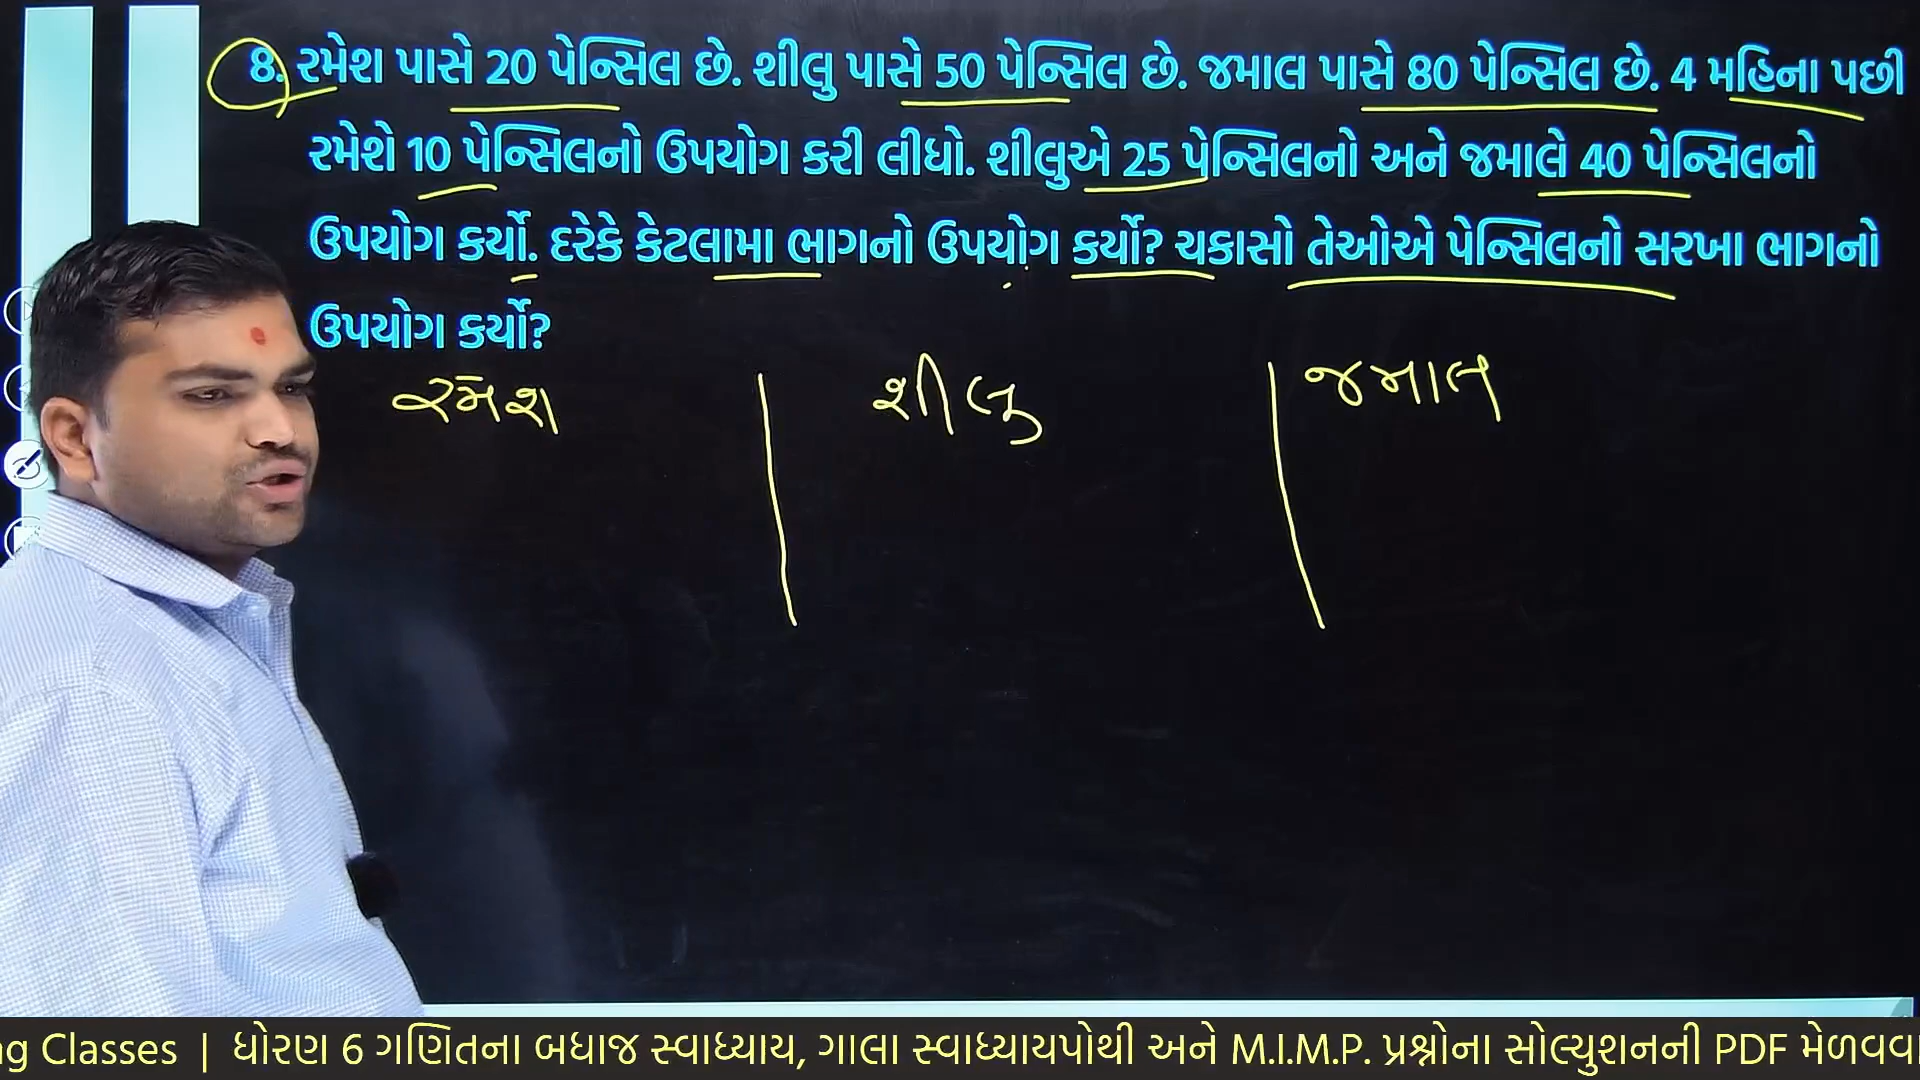 8. રમેશ પાસે 20 પેન્સિલ છે. શીલુ પાસે 50 પેન્સિલ છે. જમાલ પાસે 80 પેન્સિલ છે. 4 મહિના પછી
રમેશે 10 પેન્સિલનો ઉપયોગ કરી લીધો. શીલુએ 25 પેન્સિલનો અને જમાલે 40 પેન્સિલનો
ઉપયોગ કર્યો. દરેકે કેટલામા ભાગનો ઉપયોગ કર્યો? ચકાસો તેઓએ પેન્સિલનો સરખા ભાગનો
ઉપયોગ કર્યો?
રમેશ શીલુ જમાલ
ng Classes | ધોરણ 6 ગણિતના બધાજ સ્વાધ્યાય, ગાલા સ્વાધ્યાયપોથી અને M.I.M.P. પ્રશ્નોના સોલ્યુશનની PDF મેળવવા